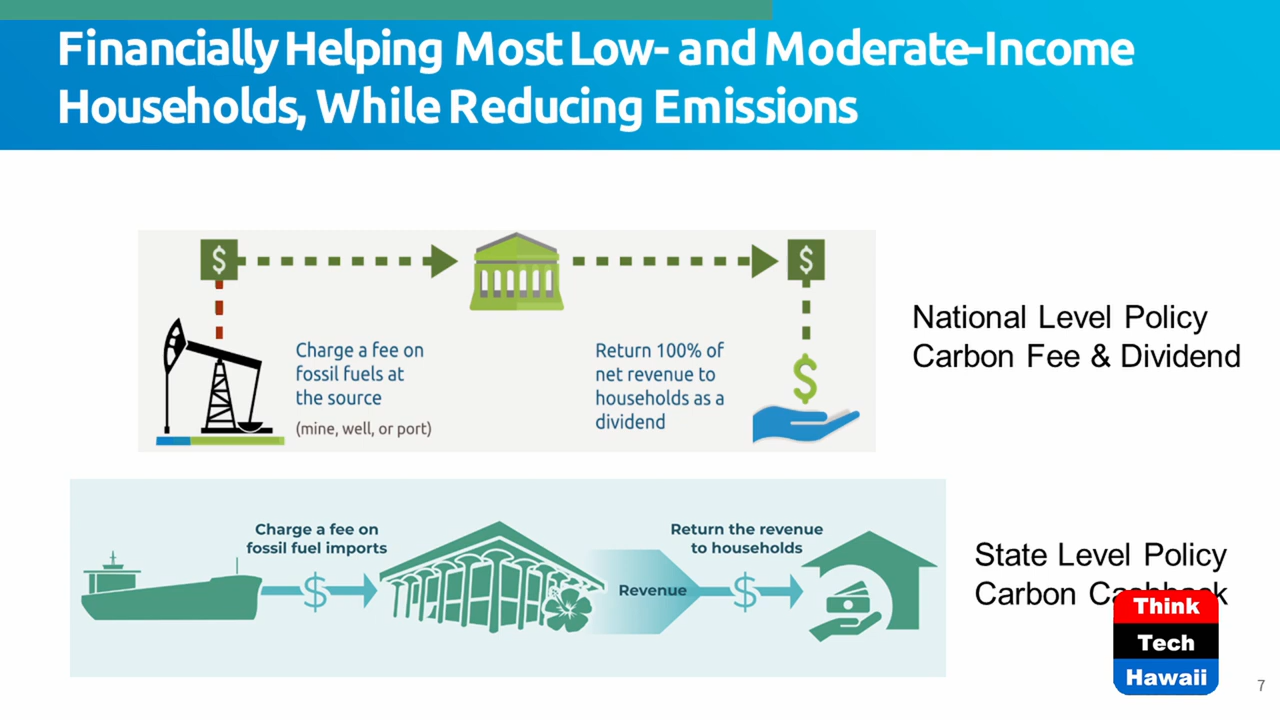 Financially Helping Most Low- and Moderate-Income
Households, While Reducing Emissions
$
$
Charge a fee on
fossil fuels at
the source
(mine, well, or port)
Return 100% of
net revenue to
households as a
dividend
$
National Level Policy
Carbon Fee & Dividend
Charge a fee on
fossil fuel imports
$
Revenue
Return the revenue
to households
$
State Level Policy
Carbon
Think
Tech
Hawaii
7